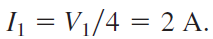 I₁ = V₁/4 = 2 A.